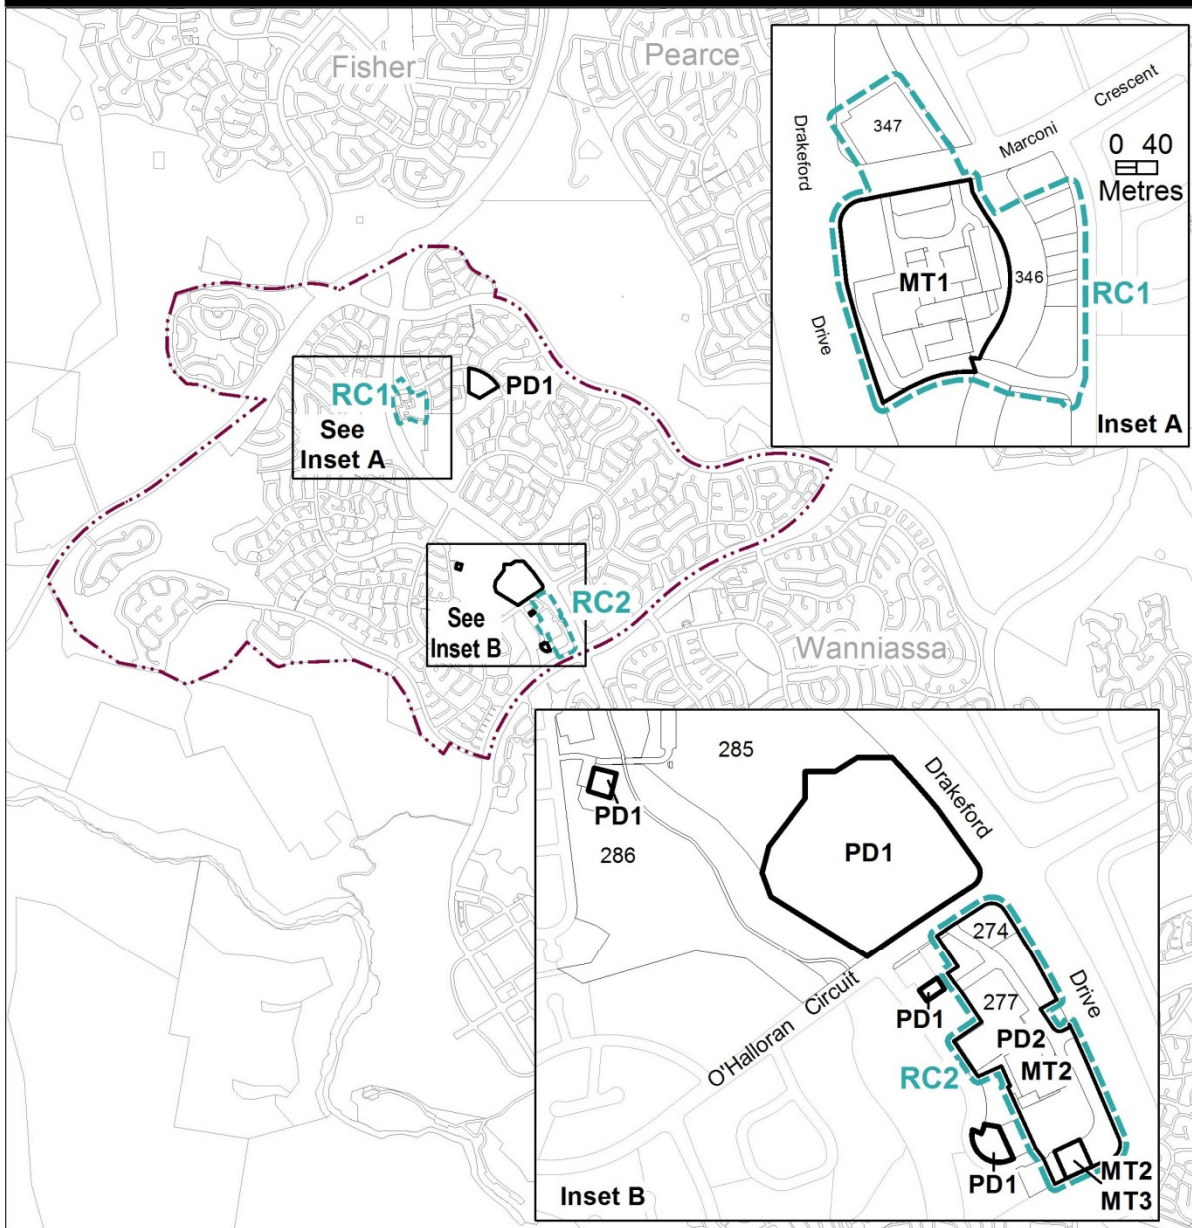 Fisher
Pearce
RC1
PD1
See
Inset A
See
Inset B
RC2
Wanniassa
Drakeford
Drive
347
Marconi
Crescent
0 40
Metres
MT1
346
RC1
Inset A
285
PD1
286
PD1
Drakeford
Drive
274
277
PD1
PD2
MT2
O'Halloran Circuit
RC2
PD1
MT2
MT3
Inset B